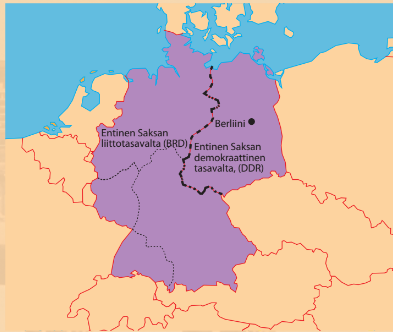 Berliini
Entinen Saksan
liittotasavalta (BRD)
Entinen Saksan
demokraattinen
tasavalta, (DDR)